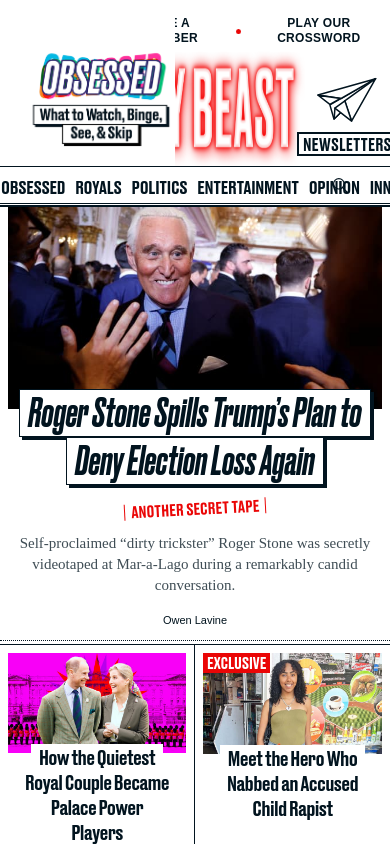 E A
BER
PLAY OUR
CROSSWORD
OBSESSED
What to Watch, Binge,
See, & Skip
Y BEAST
NEWSLETTERS
OBSESSED ROYALS POLITICS ENTERTAINMENT OPINION INN
Roger Stone Spills Trump’s Plan to
Deny Election Loss Again
ANOTHER SECRET TAPE
Self-proclaimed “dirty trickster” Roger Stone was secretly
videotaped at Mar-a-Lago during a remarkably candid
conversation.
Owen Lavine
How the Quietest
Royal Couple Became
Palace Power
Players
EXCLUSIVE
Meet the Hero Who
Nabbed an Accused
Child Rapist